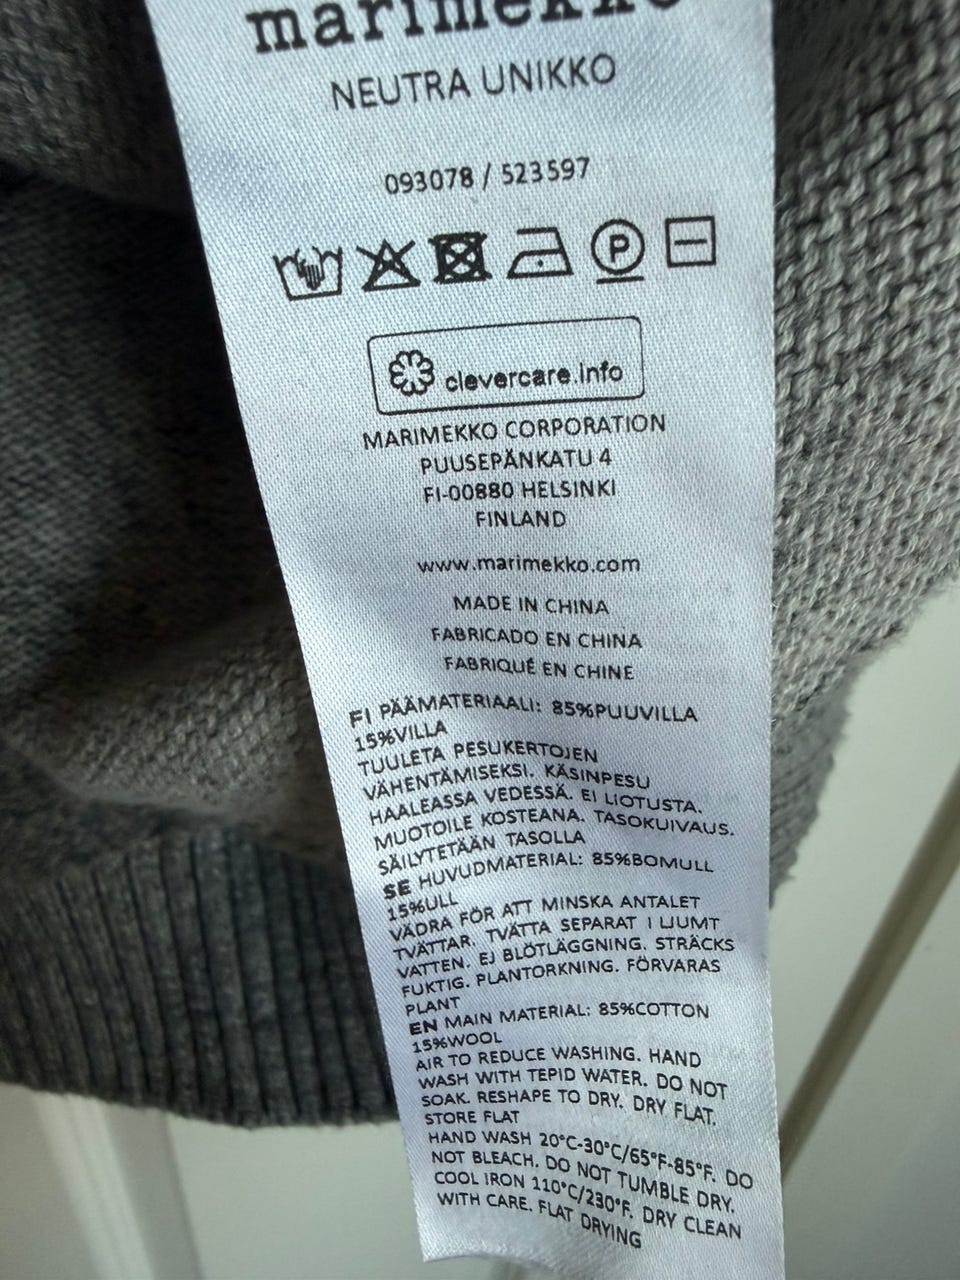 marimekko
NEUTRA UNIKKO
093078 / 523597
P
clevercare.info
MARIMEKKO CORPORATION
PUUSEPÄNKATU 4
FI-00880 HELSINKI
FINLAND
www.marimekko.com
MADE IN CHINA
FABRICADO EN CHINA
FABRIQUÉ EN CHINE
FI PÄÄMATERIAALI: 85%PUUVILLA
15%VILLA
TUULETA PESUKERTOJEN
VÄHENTÄMISEKSI. KÄSINPESU
HAALEASSA VEDESSÄ. EI LIOTUSTA.
MUOTOILE KOSTEANA. TASOKUIVAUS.
SÄILYTETÄÄN TASOLLA
SE HUVUDMATERIAL: 85%BOMULL
15%ULL
VÄDRA FÖR ATT MINSKA ANTALET
TVÄTTAR. TVÄTTA SEPARAT I LJUMT
VATTEN. EJ BLÖTLÄGGNING. STRÄCKS
FUKTIG. PLANTORKNING. FÖRVARAS
PLANT
EN MAIN MATERIAL: 85%COTTON
15%WOOL
AIR TO REDUCE WASHING. HAND
WASH WITH TEPID WATER. DO NOT
SOAK. RESHAPE TO DRY. DRY FLAT.
STORE FLAT
HAND WASH 20°C-30°C/65°F-85°F. DO
NOT BLEACH. DO NOT TUMBLE DRY.
COOL IRON 110°C/230°F. DRY CLEAN
WITH CARE. FLAT DRYING